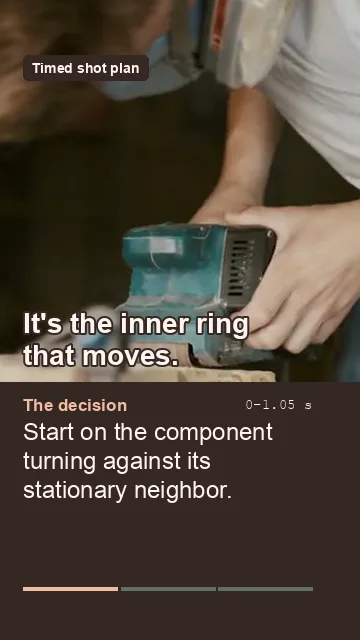 Timed shot plan
It's the inner ring
that moves.
The decision
0–1.05 s
Start on the component
turning against its
stationary neighbor.